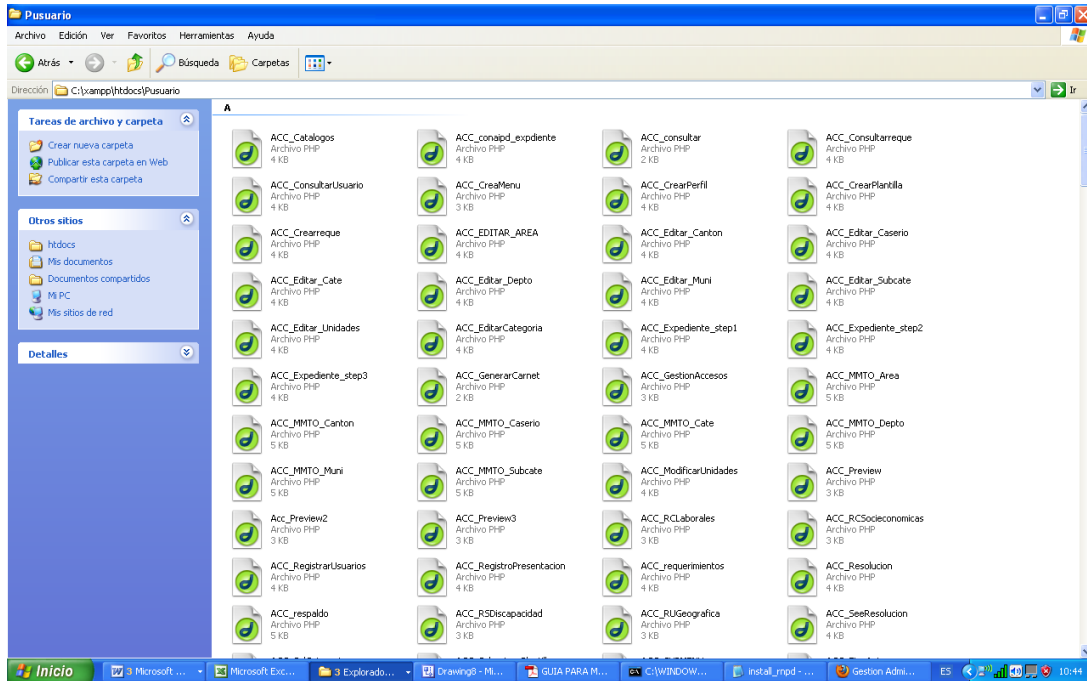 Pusuario
Archivo Edición Ver Favoritos Herramientas Ayuda
Atrás Búsqueda Carpetas
Dirección C:\xampp\htdocs\Pusuario Ir
Tareas de archivo y carpeta
Crear nueva carpeta
Publicar esta carpeta en Web
Compartir esta carpeta
Otros sitios
htdocs
Mis documentos
Documentos compartidos
Mi PC
Mis sitios de red
Detalles
A
ACC_Catalogos ACC_conaipd_expdiente ACC_consultar ACC_Consultarreque
Archivo PHP Archivo PHP Archivo PHP Archivo PHP
4 KB 4 KB 2 KB 4 KB
ACC_ConsultarUsuario ACC_CreaMenu ACC_CrearPerfil ACC_CrearPlantilla
Archivo PHP Archivo PHP Archivo PHP Archivo PHP
4 KB 3 KB 4 KB 4 KB
ACC_Crearreque ACC_EDITAR_AREA ACC_Editar_Canton ACC_Editar_Caserio
Archivo PHP Archivo PHP Archivo PHP Archivo PHP
4 KB 4 KB 4 KB 4 KB
ACC_Editar_Cate ACC_Editar_Depto ACC_Editar_Muni ACC_Editar_Subcate
Archivo PHP Archivo PHP Archivo PHP Archivo PHP
4 KB 4 KB 4 KB 4 KB
ACC_Editar_Unidades ACC_EditarCategoria ACC_Expediente_step1 ACC_Expediente_step2
Archivo PHP Archivo PHP Archivo PHP Archivo PHP
4 KB 4 KB 4 KB 4 KB
ACC_Expediente_step3 ACC_GenerarCarnet ACC_GestionAccesos ACC_MMTO_Area
Archivo PHP Archivo PHP Archivo PHP Archivo PHP
4 KB 2 KB 3 KB 5 KB
ACC_MMTO_Canton ACC_MMTO_Caserio ACC_MMTO_Cate ACC_MMTO_Depto
Archivo PHP Archivo PHP Archivo PHP Archivo PHP
5 KB 5 KB 5 KB 5 KB
ACC_MMTO_Muni ACC_MMTO_Subcate ACC_ModificarUnidades ACC_Preview
Archivo PHP Archivo PHP Archivo PHP Archivo PHP
5 KB 5 KB 4 KB 3 KB
Acc_Preview2 ACC_Preview3 ACC_RCLaborales ACC_RCSocieconomicas
Archivo PHP Archivo PHP Archivo PHP Archivo PHP
3 KB 3 KB 3 KB 3 KB
ACC_RegistrarUsuarios ACC_RegistroPresentacion ACC_requerimientos ACC_Resolucion
Archivo PHP Archivo PHP Archivo PHP Archivo PHP
4 KB 4 KB 4 KB 4 KB
ACC_respaldo ACC_RSDiscapacidad ACC_RUGeografica ACC_SeeResolucion
Archivo PHP Archivo PHP Archivo PHP Archivo PHP
5 KB 3 KB 3 KB 4 KB
Inicio 3 Microsoft ... Microsoft Exc... 3 Explorado... Drawing8 - Mi... GUIA PARA M... C:\WINDOW... install_rnpd - ... Gestion Admi... ES 10:44